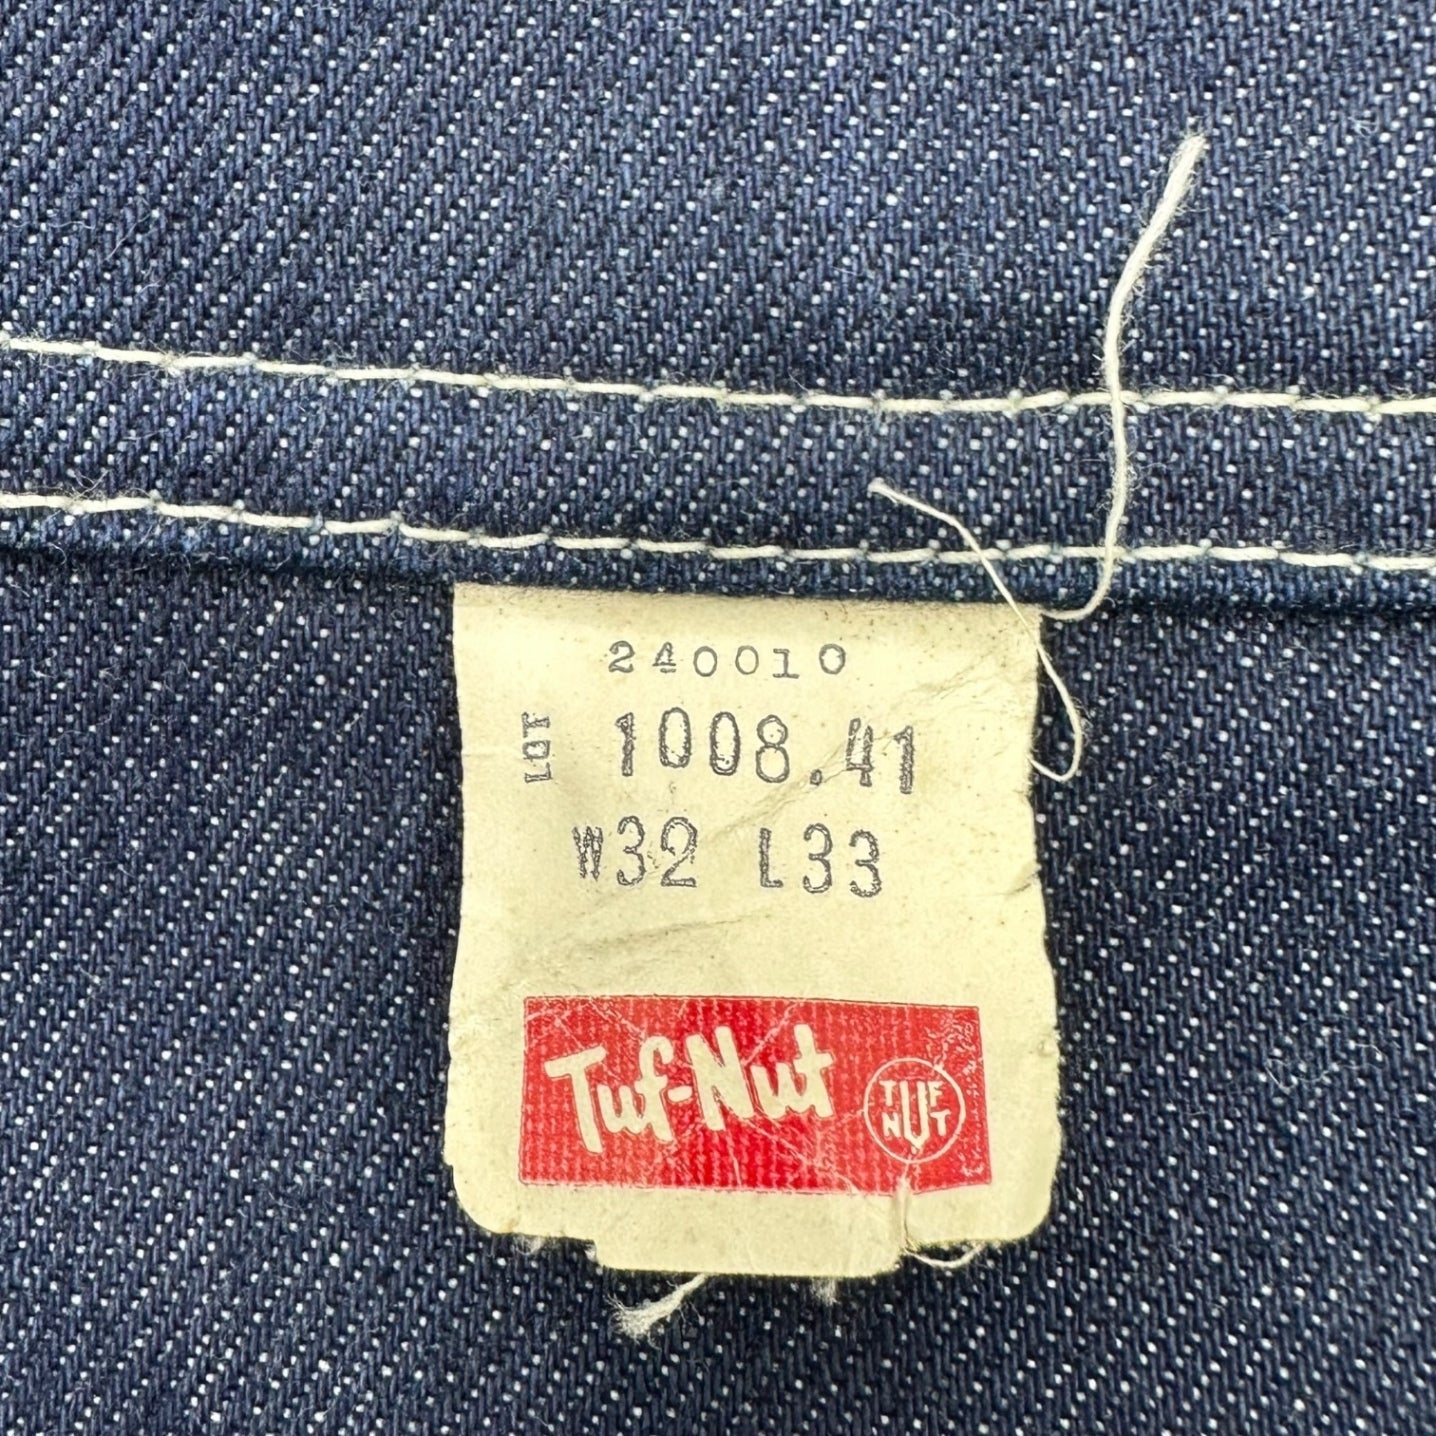 240010
LOT 1008.41
W32 L33
Tuf-Nut
TUF
NUT